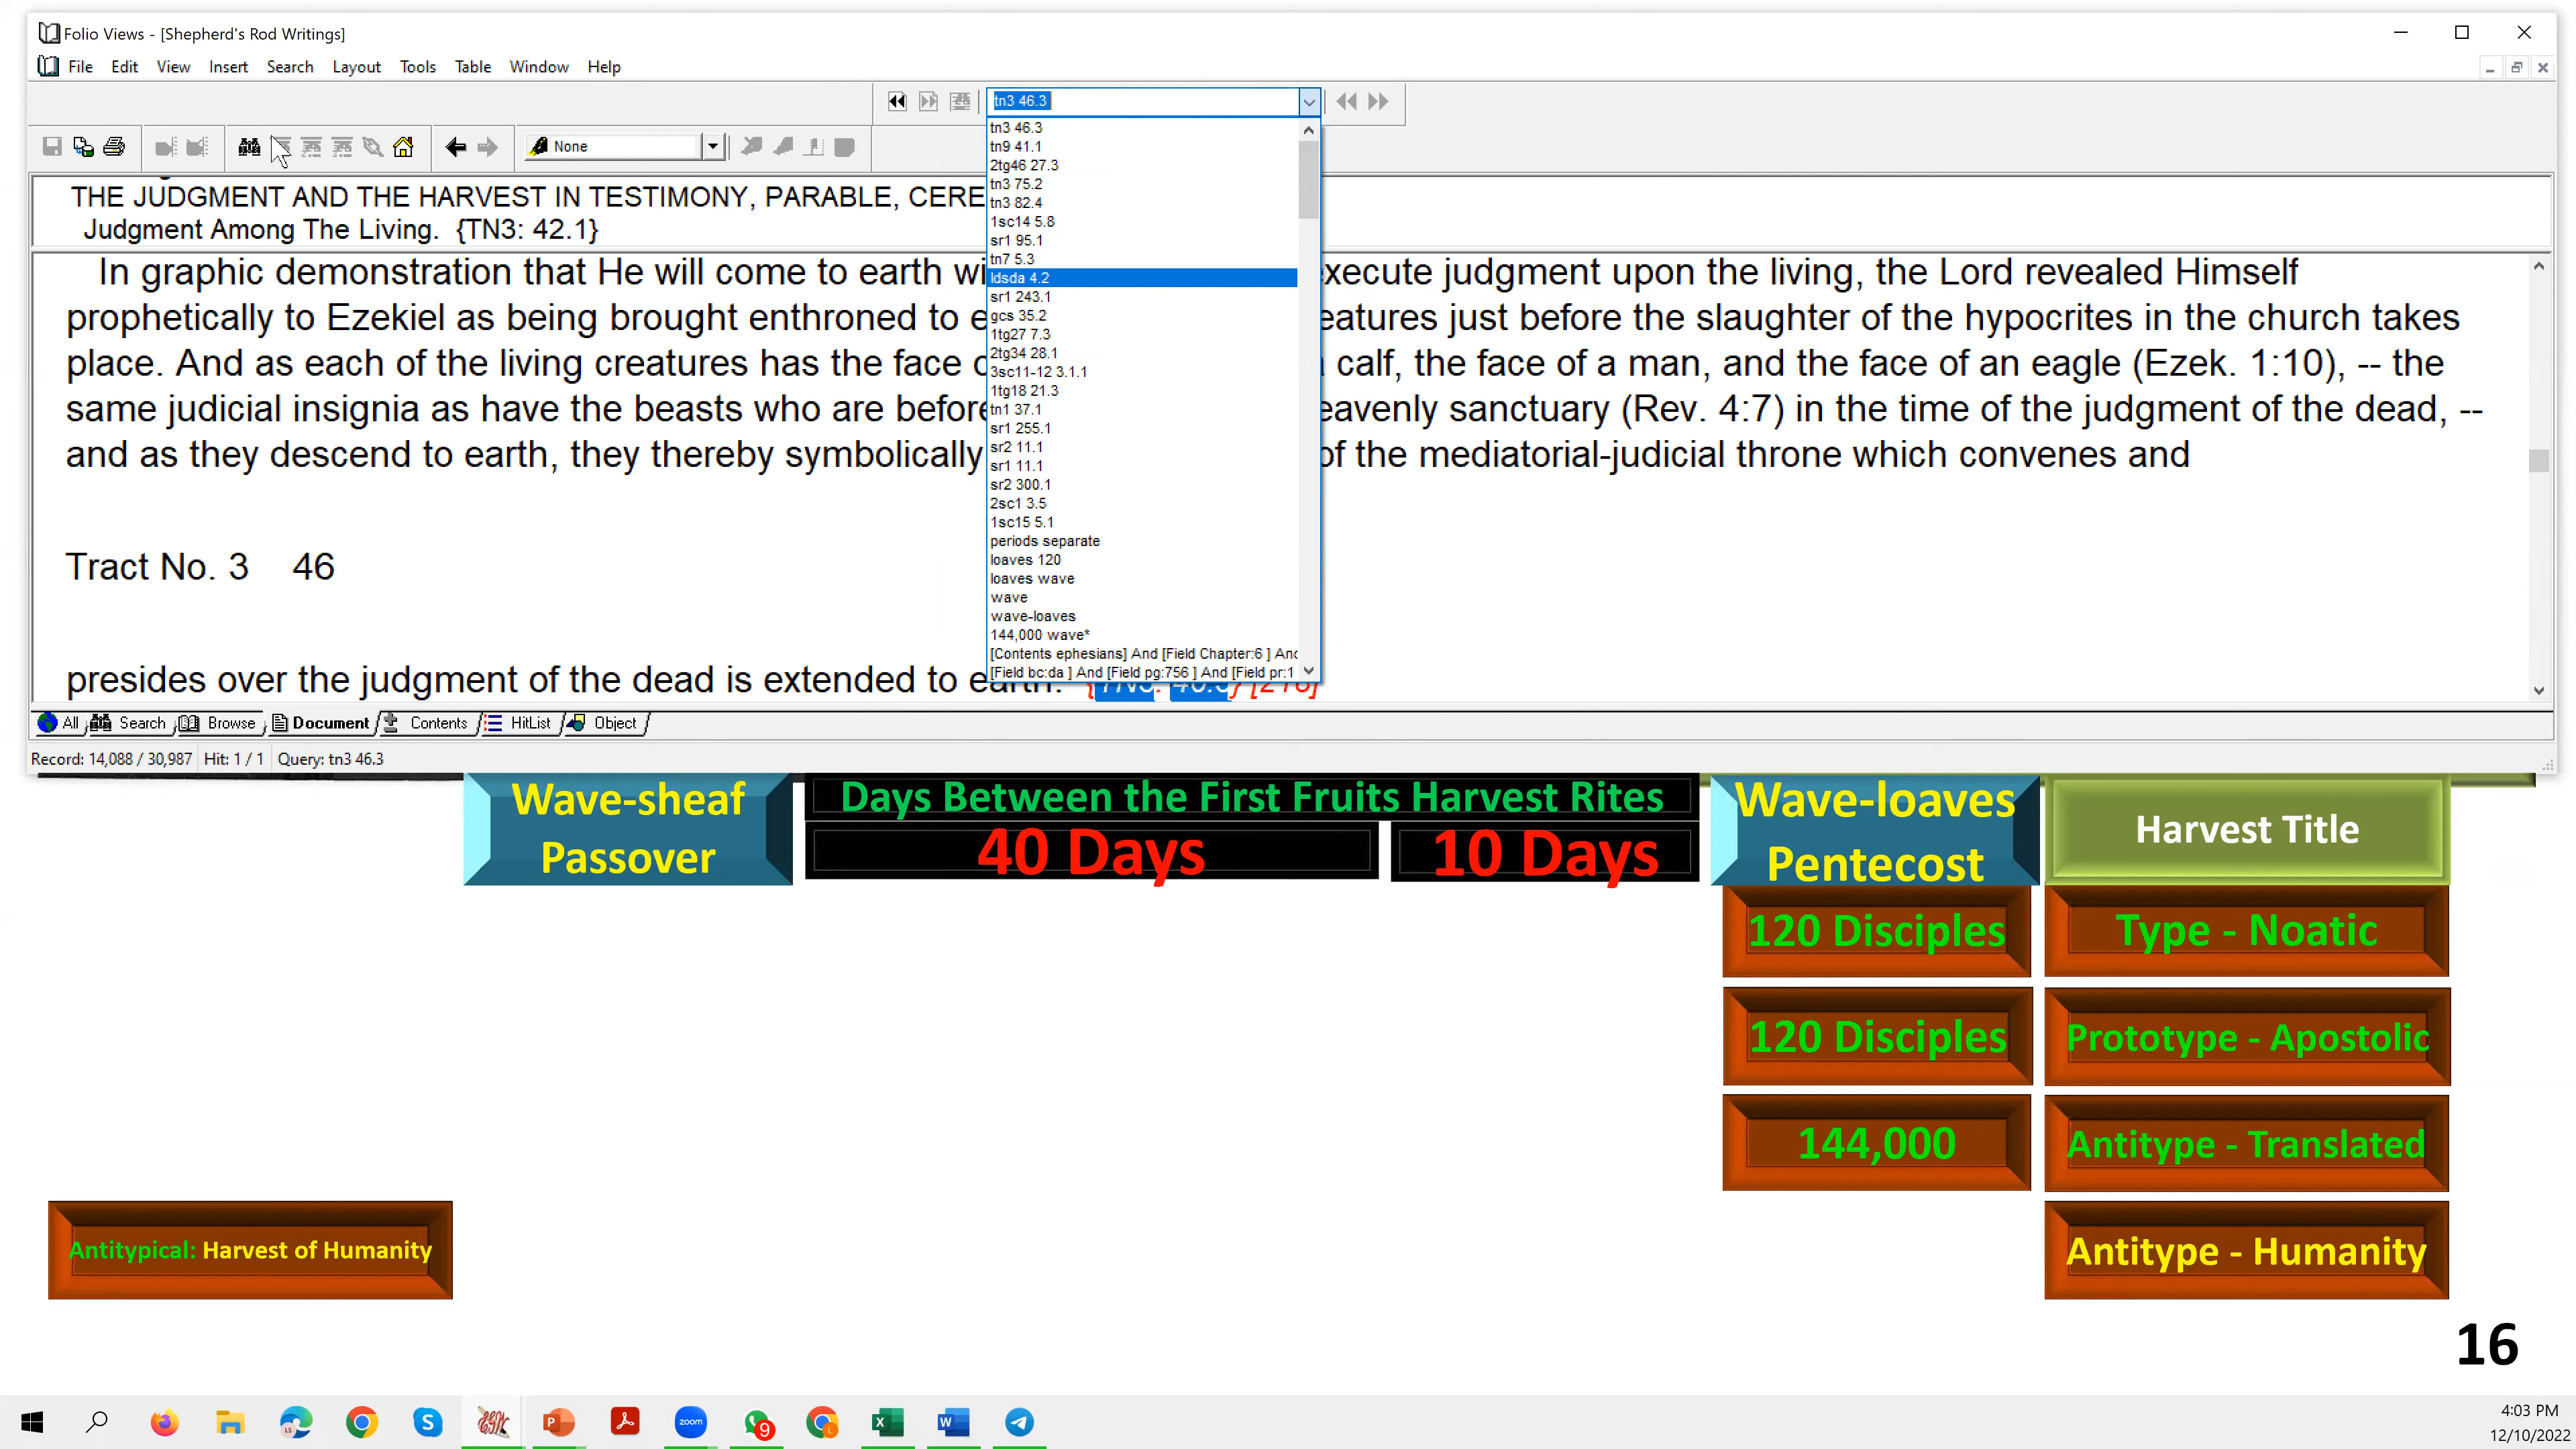 Folio Views - [Shepherd's Rod Writings]
File Edit View Insert Search Layout Tools Table Window Help
tn3 46.3
None
THE JUDGMENT AND THE HARVEST IN TESTIMONY, PARABLE, CERE
Judgment Among The Living. {TN3: 42.1}
tn3 46.3
tn9 41.1
2tg46 27.3
tn3 75.2
tn3 82.4
1sc14 5.8
sr1 95.1
tn7 5.3
ldsda 4.2
sr1 243.1
gcs 35.2
1tg27 7.3
2tg34 28.1
3sc11-12 3.1.1
1tg18 21.3
tn1 37.1
sr1 255.1
sr2 11.1
sr1 11.1
sr2 300.1
2sc1 3.5
1sc15 5.1
periods separate
loaves 120
loaves wave
wave
wave-loaves
144,000 wave*
[Contents ephesians] And [Field Chapter:6 ] And
[Field bc:da ] And [Field pg:756 ] And [Field pr:1
In graphic demonstration that He will come to earth wi xecute judgment upon the living, the Lord revealed Himself
prophetically to Ezekiel as being brought enthroned to e eatures just before the slaughter of the hypocrites in the church takes
place. And as each of the living creatures has the face calf, the face of a man, and the face of an eagle (Ezek. 1:10), -- the
same judicial insignia as have the beasts who are before eavenly sanctuary (Rev. 4:7) in the time of the judgment of the dead, --
and as they descend to earth, they thereby symbolically of the mediatorial-judicial throne which convenes and
Tract No. 3 46
presides over the judgment of the dead is extended to earth. {TN3: 46.3}
All Search Browse Document Contents HitList Object
Record: 14,088 / 30,987 Hit: 1 / 1 Query: tn3 46.3
Wave-sheaf
Passover
Days Between the First Fruits Harvest Rites
40 Days
10 Days
Wave-loaves
Pentecost
Harvest Title
120 Disciples
Type - Noatic
120 Disciples
Prototype - Apostolic
144,000
Antitype - Translated
Antitypical: Harvest of Humanity
Antitype - Humanity
16
LS
S
P
zoom
9
L
X
W
4:03 PM
12/10/2022